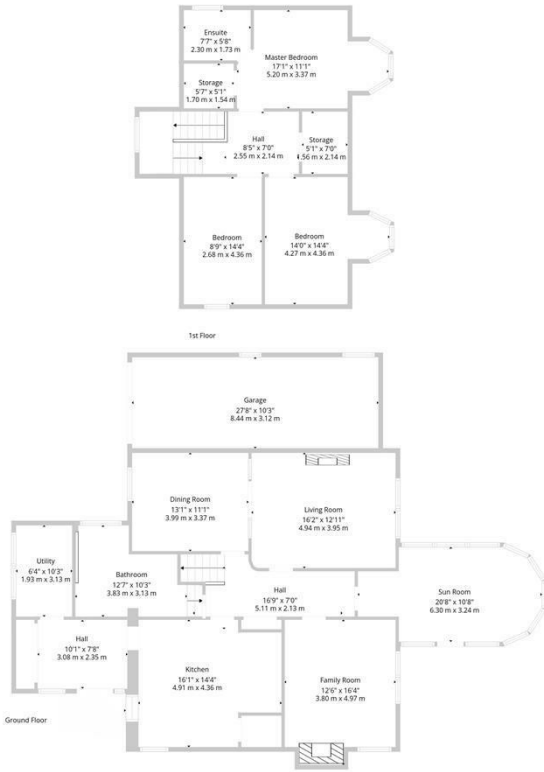 Ensuite
7'7" x 5'8"
2.30 m x 1.73 m
Master Bedroom
17'1" x 11'1"
5.20 m x 3.37 m
Storage
5'7" x 5'1"
1.70 m x 1.54 m
Hall
8'5" x 7'0"
2.55 m x 2.14 m
Storage
5'1" x 7'0"
.56 m x 2.14 m
Bedroom
8'9" x 14'4"
2.68 m x 4.36 m
Bedroom
14'0" x 14'4"
4.27 m x 4.36 m
1st Floor
Garage
27'8" x 10'3"
8.44 m x 3.12 m
Dining Room
13'1" x 11'1"
3.99 m x 3.37 m
Living Room
16'2" x 12'11"
4.94 m x 3.95 m
Utility
6'4" x 10'3"
1.93 m x 3.13 m
Bathroom
12'7" x 10'3"
3.83 m x 3.13 m
Hall
16'9" x 7'0"
5.11 m x 2.13 m
Sun Room
20'8" x 10'8"
6.30 m x 3.24 m
Hall
10'1" x 7'8"
3.08 m x 2.35 m
Kitchen
16'1" x 14'4"
4.91 m x 4.36 m
Family Room
12'6" x 16'4"
3.80 m x 4.97 m
Ground Floor